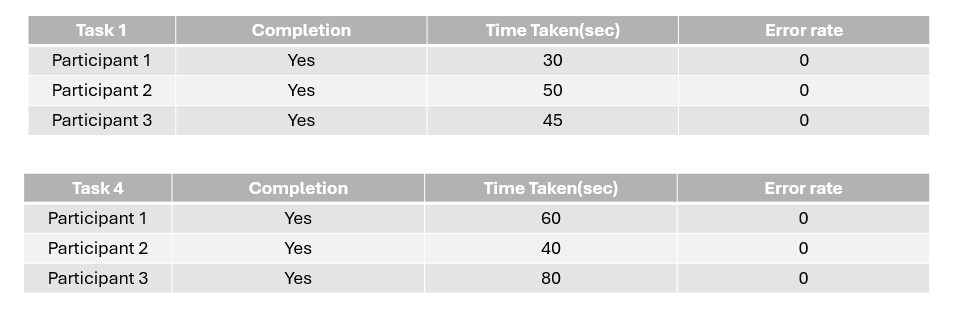 Task 1 Completion Time Taken(sec) Error rate
Participant 1 Yes 30 0
Participant 2 Yes 50 0
Participant 3 Yes 45 0
Task 4 Completion Time Taken(sec) Error rate
Participant 1 Yes 60 0
Participant 2 Yes 40 0
Participant 3 Yes 80 0